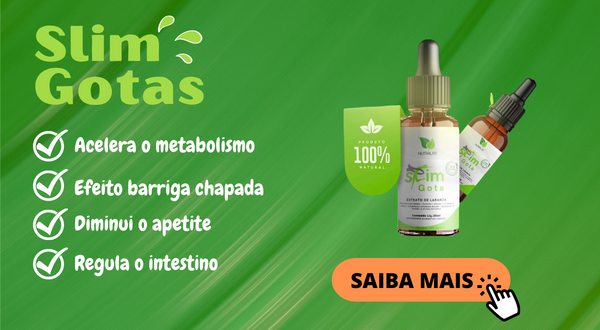 Slim
Gotas
Acelera o metabolismo
Efeito barriga chapada
Diminui o apetite
Regula o intestino
PRODUTO
100%
NATURAL
slim
Gota
EXTRATO DE LARANJA
SAIBA MAIS